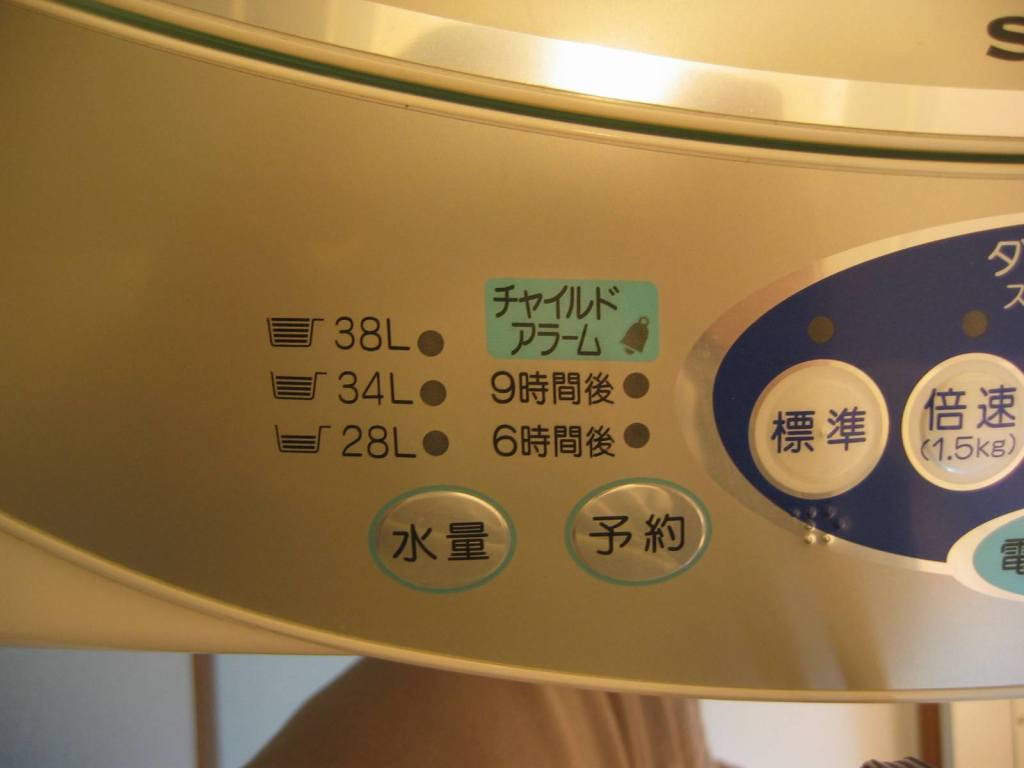 S
チャイルド
アラーム
38L
34L 9時間後
28L 6時間後
水量 予約
標準
倍速
(1.5kg)